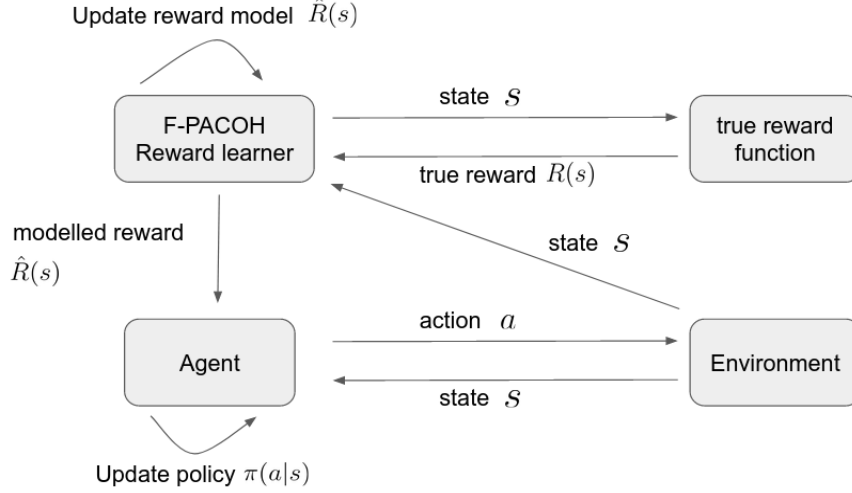 Update reward model R̂(s)
F-PACOH
Reward learner
state s
true reward
function
true reward R(s)
modelled reward
R̂(s)
state s
Agent
action a
Environment
state s
Update policy π(a|s)